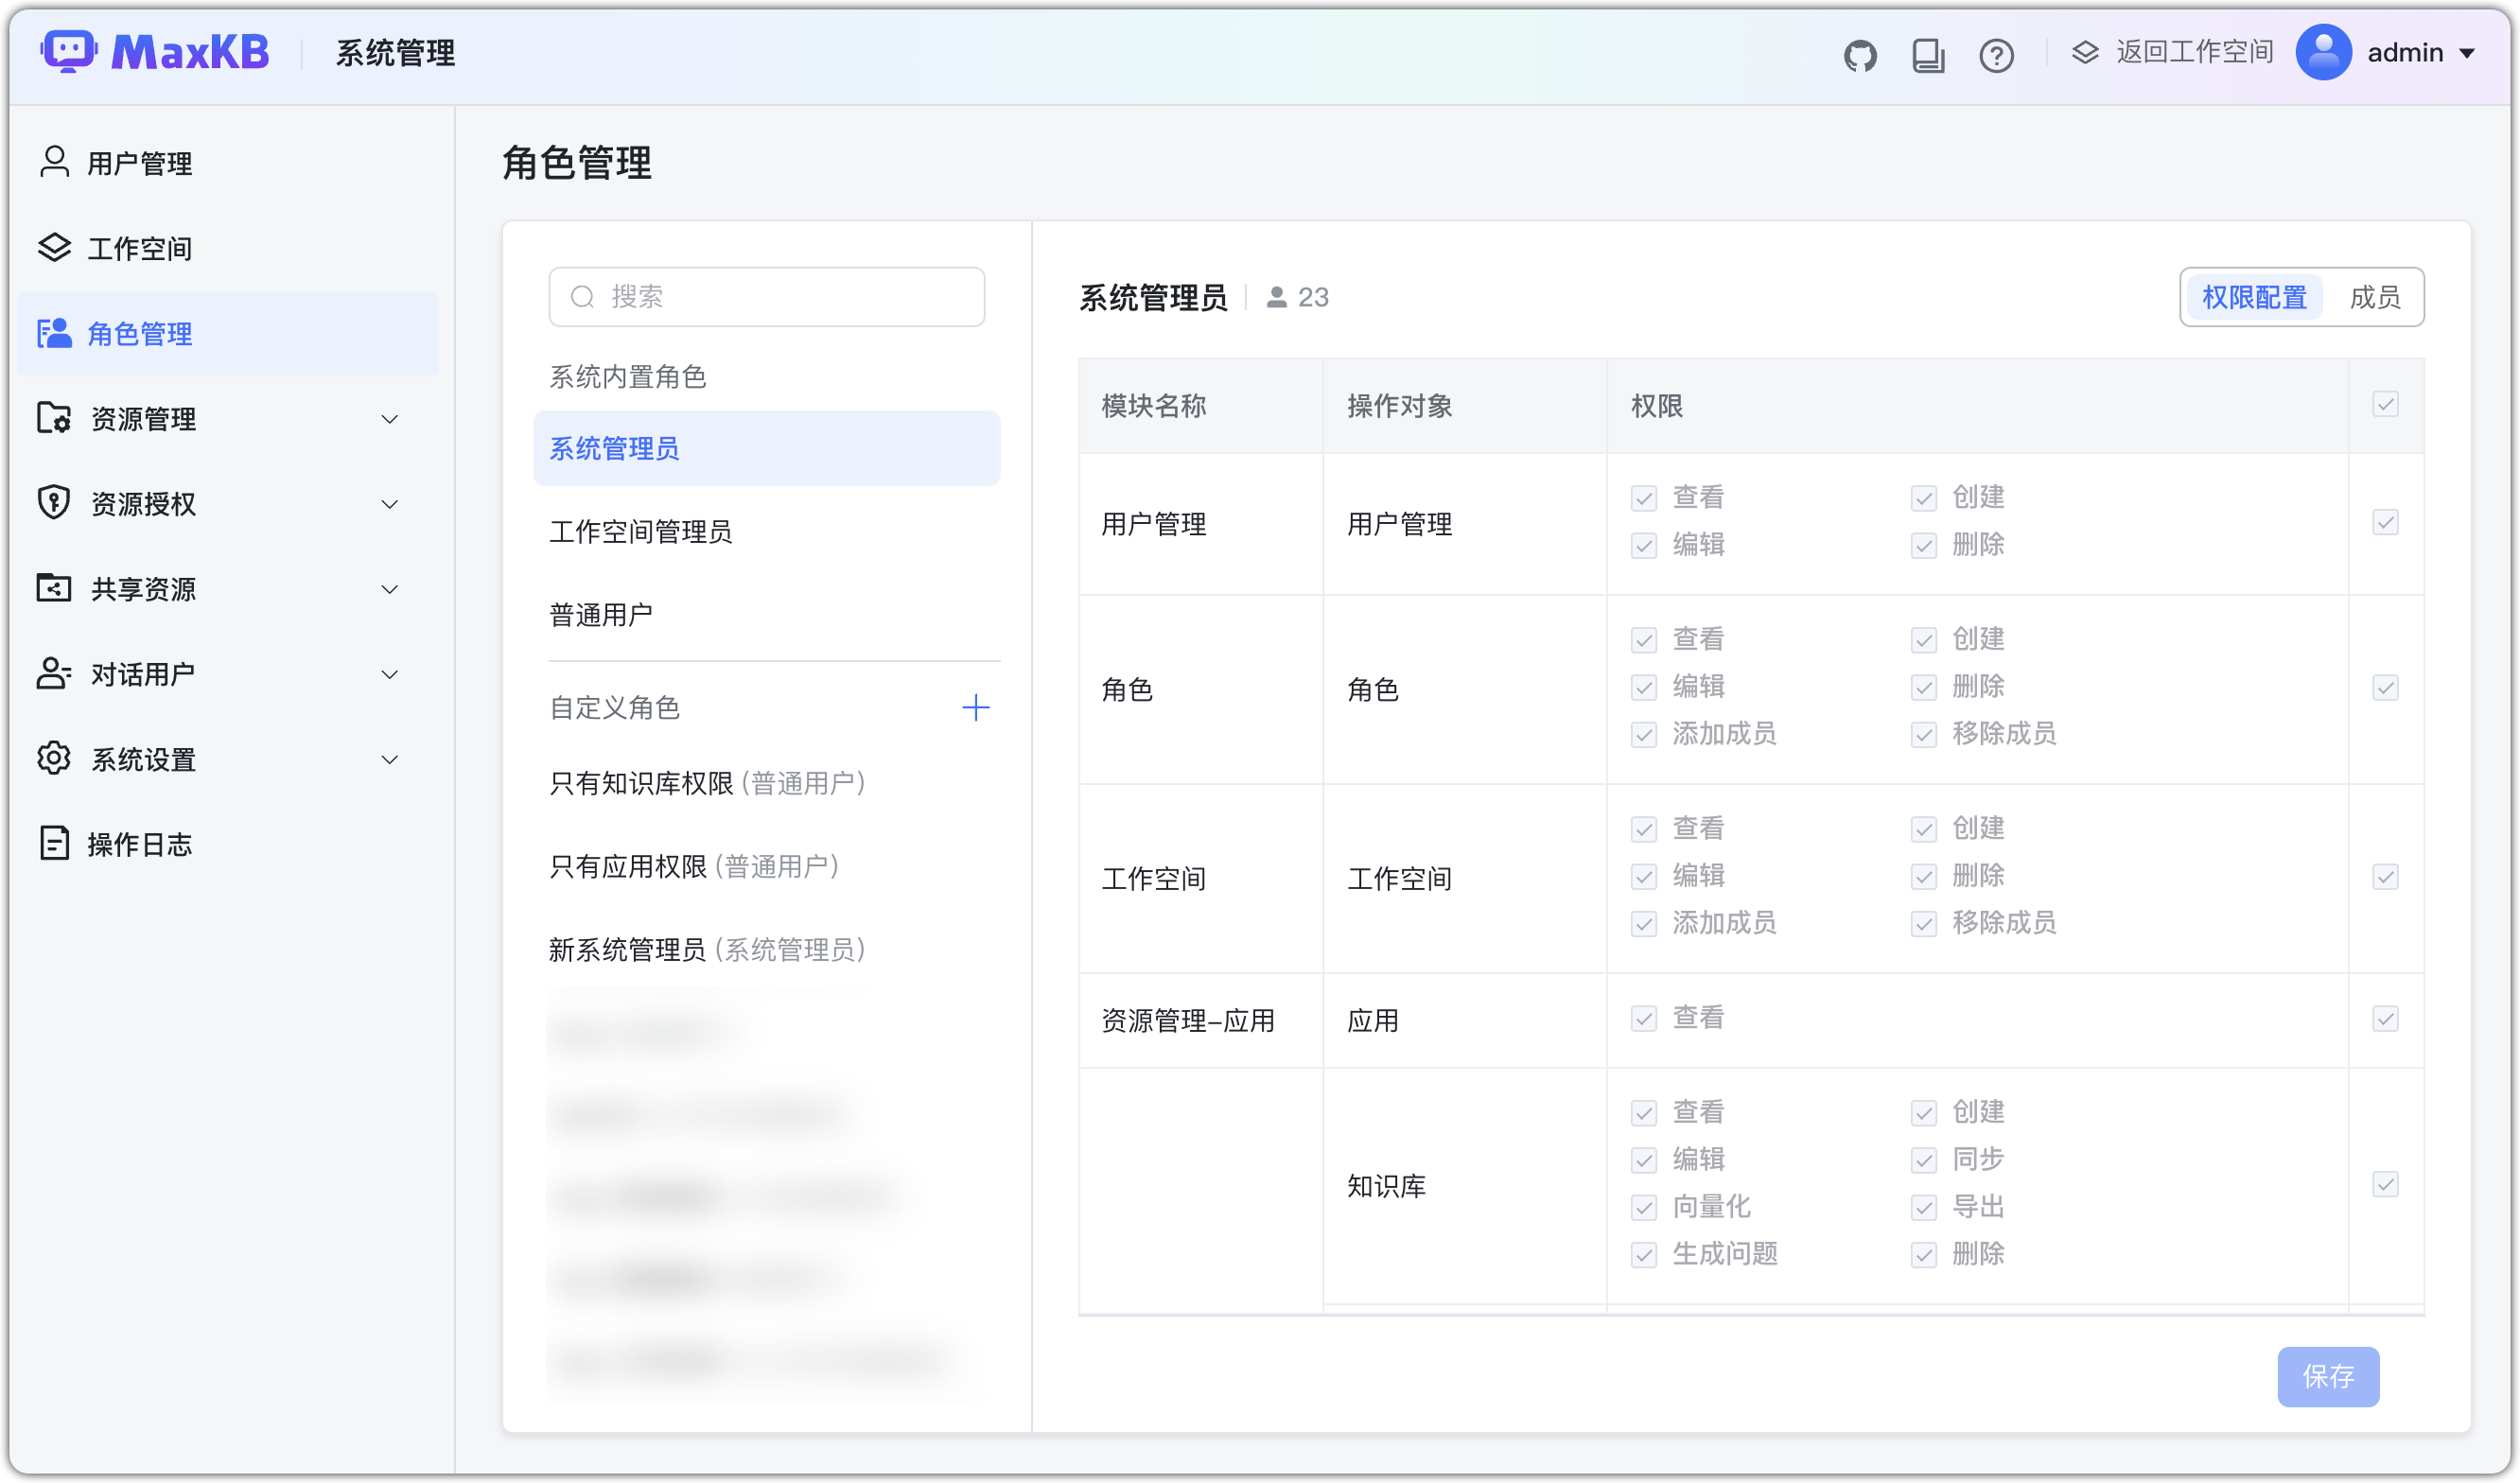 MaxKB 系统管理 返回工作空间 admin
用户管理
工作空间
角色管理
资源管理
资源授权
共享资源
对话用户
系统设置
操作日志
角色管理
搜索
系统内置角色
系统管理员
工作空间管理员
普通用户
自定义角色
只有知识库权限 (普通用户)
只有应用权限 (普通用户)
新系统管理员 (系统管理员)
系统管理员 23
权限配置 成员
模块名称 操作对象 权限
用户管理 用户管理
查看 创建
编辑 删除
角色 角色
查看 创建
编辑 删除
添加成员 移除成员
工作空间 工作空间
查看 创建
编辑 删除
添加成员 移除成员
资源管理–应用 应用 查看
知识库
查看 创建
编辑 同步
向量化 导出
生成问题 删除
保存